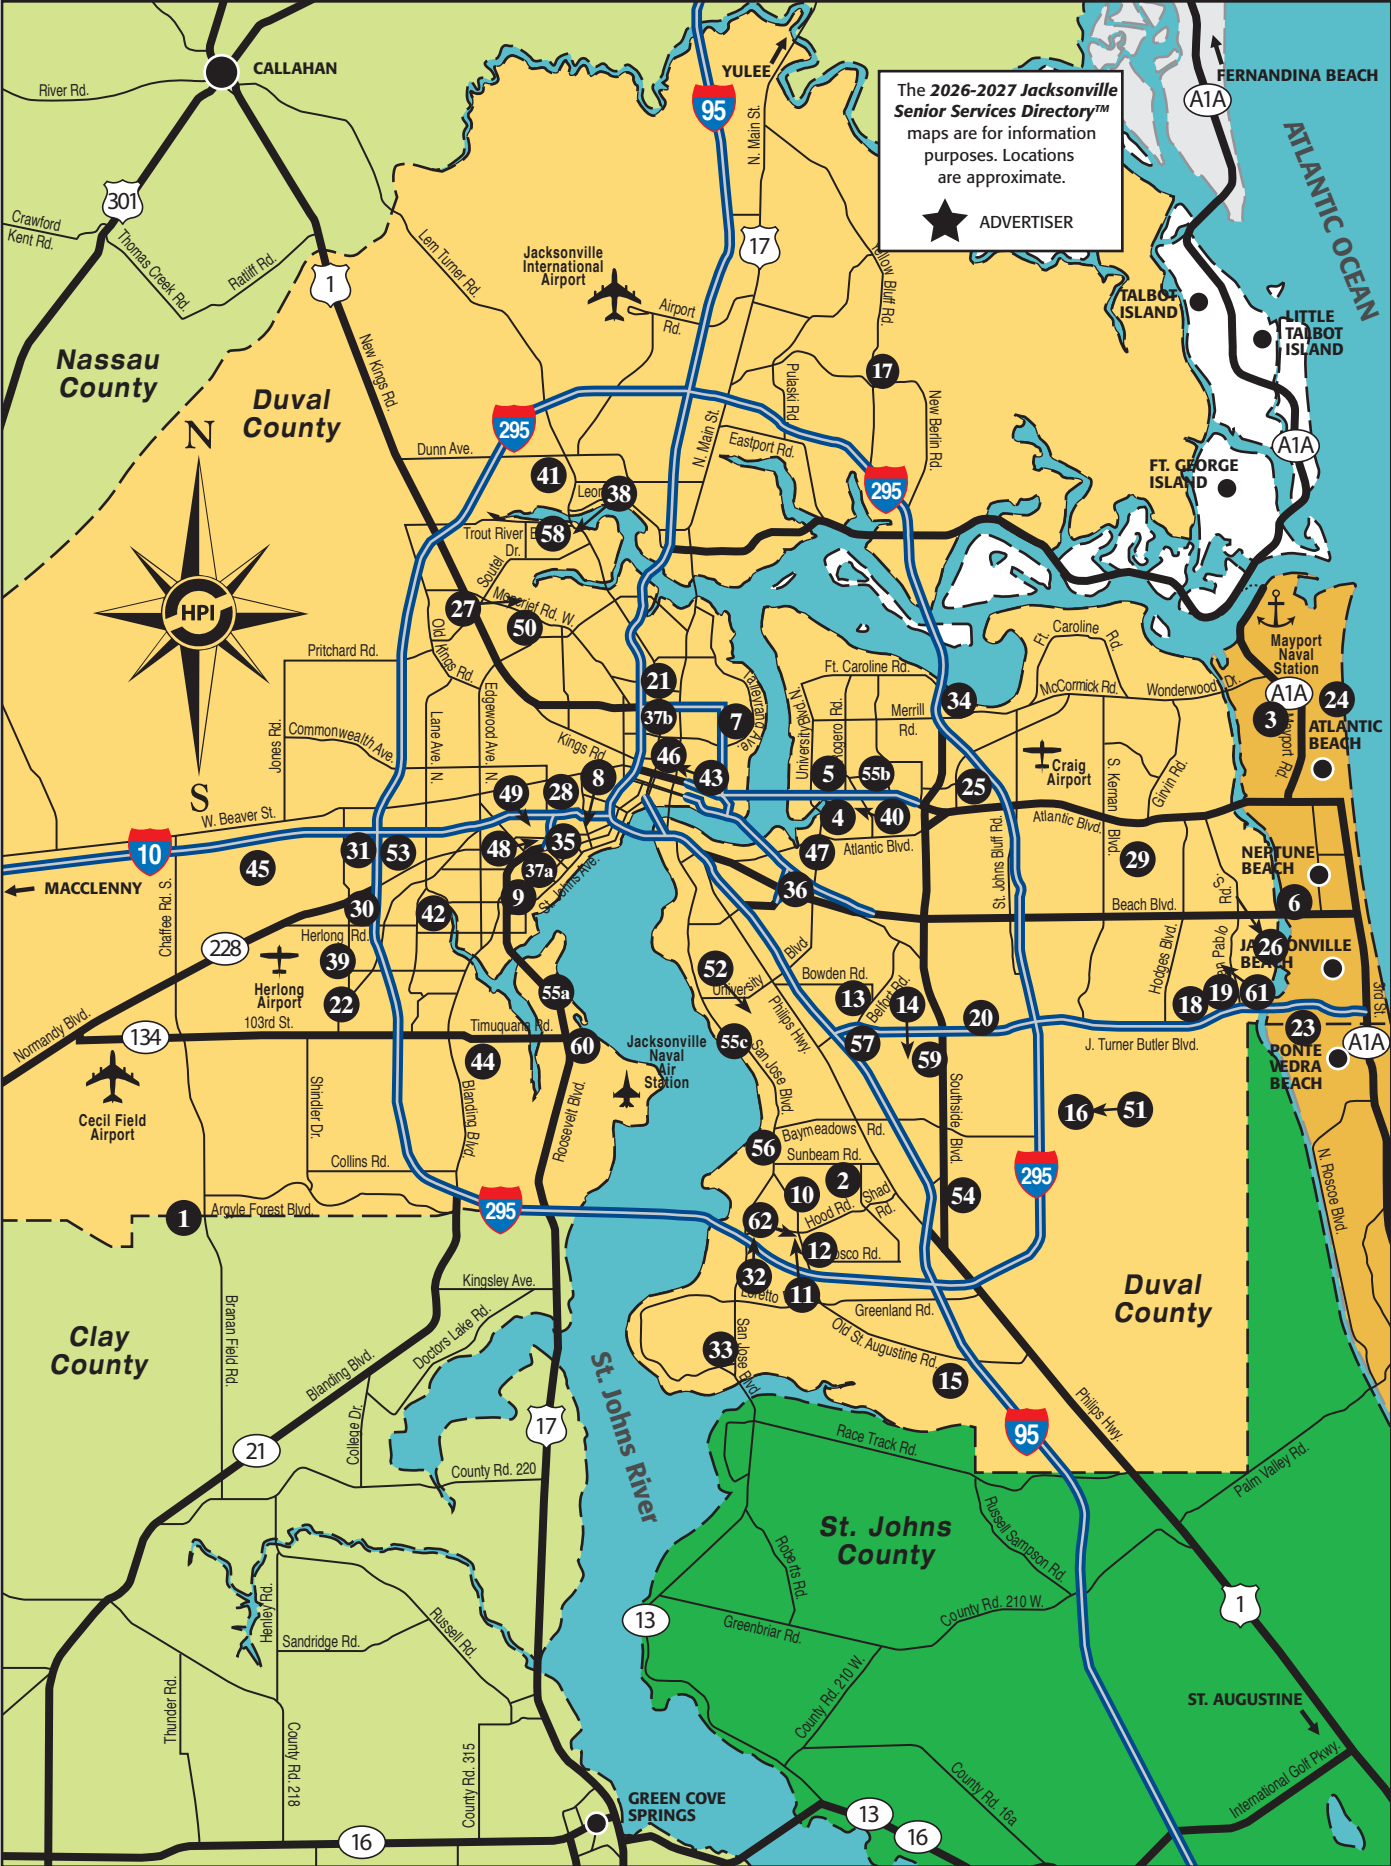 CALLAHAN
River Rd.
YULEE
95
N. Main St.
The 2026-2027 Jacksonville
Senior Services Directory™
maps are for information
purposes. Locations
are approximate.
ADVERTISER
FERNANDINA BEACH
A1A
ATLANTIC OCEAN
301
Crawford
Kent Rd.
Thomas Creek Rd.
Ratliff Rd.
1
Lem Turner Rd.
Jacksonville
International
Airport
Airport
Rd.
17
Yellow Bluff Rd.
TALBOT
ISLAND
LITTLE
TALBOT
ISLAND
Nassau
County
Duval
County
New Kings Rd.
N
295
Dunn Ave.
N. Main St.
Pulaski Rd.
17
New Berlin Rd.
Eastport Rd.
295
A1A
FT. GEORGE
ISLAND
41
38
58
Trout River
Soutel
Dr.
HPI
27
Moncrief Rd. W.
50
Old Kings Rd.
Pritchard Rd.
Jones Rd.
Commonwealth Ave.
Lane Ave. N.
Edgewood Ave. N.
Kings Rd.
21
37b
7
Talleyrand Ave.
46
43
8
28
49
S
W. Beaver St.
Ft. Caroline Rd.
Ft. Caroline Rd.
University Blvd. N.
Rogero Rd.
Merrill
Rd.
34
McCormick Rd.
Wonderwood Dr.
Mayport
Naval
Station
A1A
24
3
Mayport Rd.
ATLANTIC
BEACH
5
55b
25
Craig
Airport
S. Kernan
Blvd.
Girvin Rd.
4
40
Atlantic Blvd.
Atlantic Blvd.
St. Johns Bluff Rd.
29
NEPTUNE
BEACH
47
36
10
MACCLENNY
45
31
53
48
35
37a
9
St. Johns Ave.
30
42
Chaffee Rd. S.
228
Herlong Rd.
39
Herlong
Airport
22
Normandy Blvd.
134
103rd St.
Timuquana Rd.
55a
60
44
Cecil Field
Airport
Shindler Dr.
Blanding Blvd.
Roosevelt Blvd.
Collins Rd.
Jacksonville
Naval
Air
Station
52
University
Blvd.
55c
San Jose Blvd.
Philips Hwy.
Bowden Rd.
13
Belfort Rd.
14
57
59
20
Southside Blvd.
Beach Blvd.
6
Hodges Blvd.
S. Rd.
Pablo
26
BEACH
18
19
61
J. Turner Butler Blvd.
23
3rd St.
A1A
PONTE
VEDRA
BEACH
16
51
N. Roscoe Blvd.
56
Baymeadows Rd.
Sunbeam Rd.
2
10
Hood Rd.
Shad
Rd.
62
12
32
11
54
295
1
Argyle Forest Blvd.
295
Kingsley Ave.
Doctors Lake Rd.
Branan Field Rd.
Clay
County
Blanding Blvd.
College Dr.
21
17
County Rd. 220
St. Johns River
Greenland Rd.
Old St. Augustine Rd.
33
San Jose Blvd.
15
Duval
County
Philips Hwy.
95
Race Track Rd.
Palm Valley Rd.
St. Johns
County
Russell Sampson Rd.
Roberts Rd.
13
Greenbriar Rd.
County Rd. 210 W.
County Rd. 210 W.
1
Henley Rd.
Sandridge Rd.
Russell Rd.
Thunder Rd.
County Rd. 218
County Rd. 315
ST. AUGUSTINE
International Golf Pkwy.
County Rd. 16a
GREEN COVE
SPRINGS
16
13
16